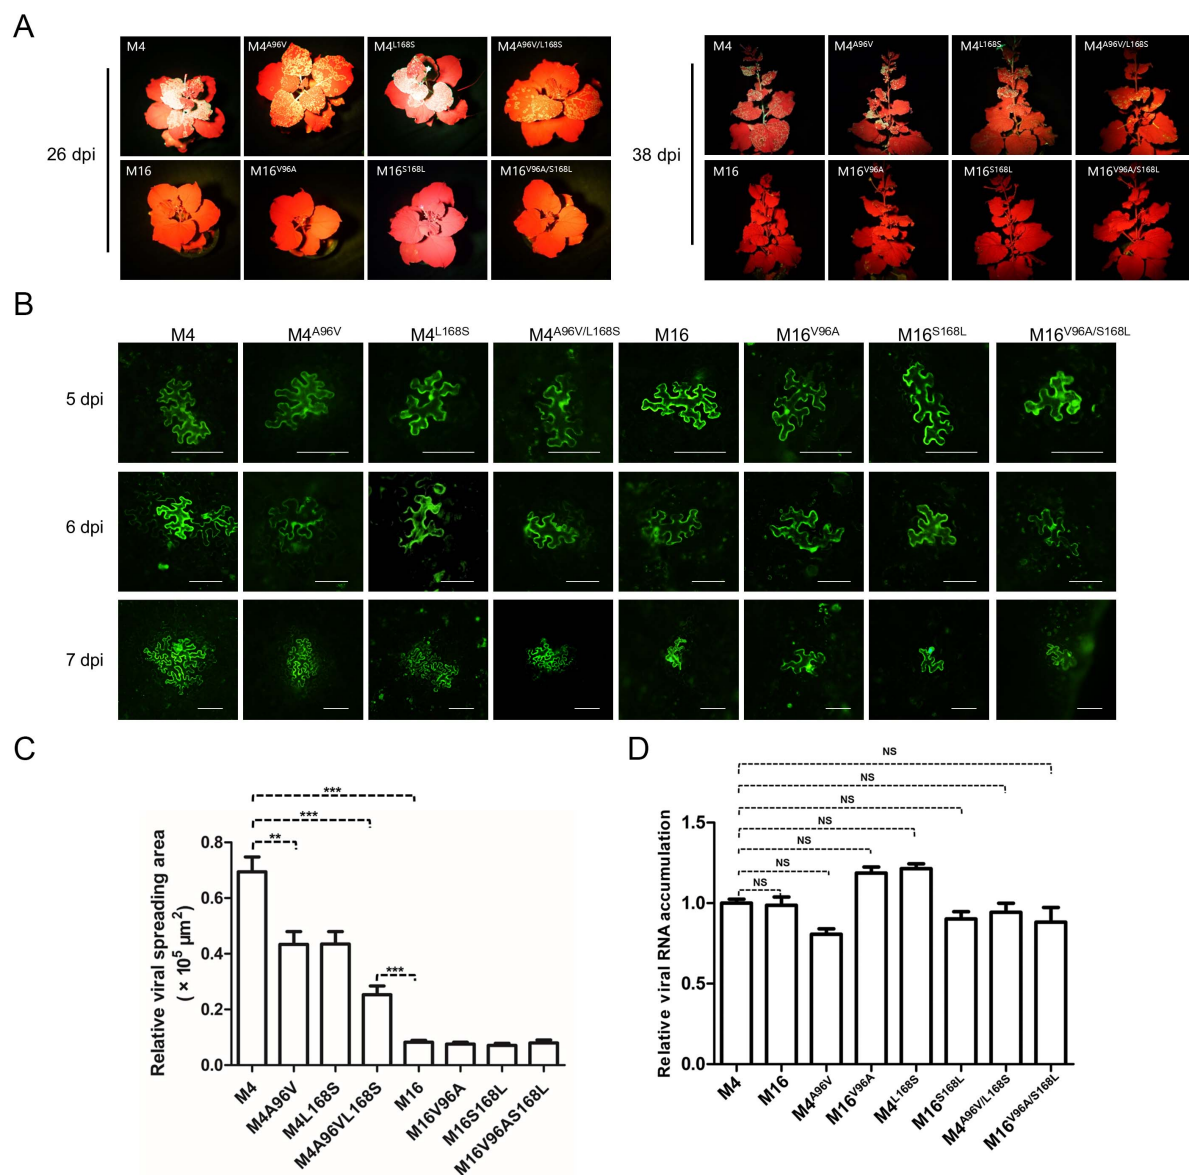 A
M4 M4A96V M4L168S M4A96V/L168S
26 dpi
M16 M16V96A M16S168L M16V96A/S168L
M4 M4A96V M4L168S M4A96V/L168S
38 dpi
M16 M16V96A M16S168L M16V96A/S168L
B
M4 M4A96V M4L168S M4A96V/L168S M16 M16V96A M16S168L M16V96A/S168L
5 dpi
6 dpi
7 dpi
C
Relative viral spreading area
( × 10⁵ µm²)
0.8
0.6
0.4
0.2
0.0
***
***
**
***
M4
M4A96V
M4L168S
M4A96V/L168S
M16
M16V96A
M16S168L
M16V96AS168L
D
Relative viral RNA accumulation
1.5
1.0
0.5
0.0
NS
NS
NS
NS
NS
NS
NS
M4
M16
M4A96V
M16V96A
M4L168S
M16S168L
M4A96V/L168S
M16V96A/S168L